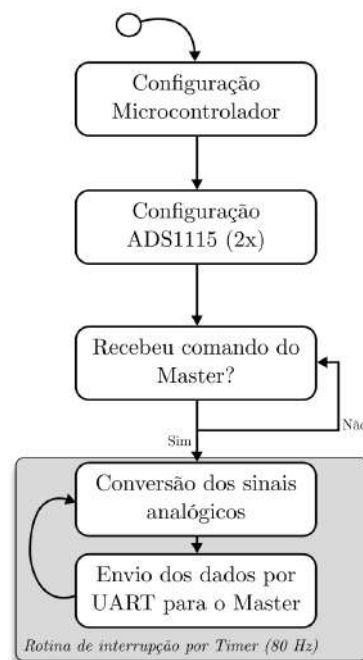 Configuração
Microcontrolador
Configuração
ADS1115 (2x)
Recebeu comando do
Master?
Não
Sim
Conversão dos sinais
analógicos
Envio dos dados por
UART para o Master
Rotina de interrupção por Timer (80 Hz)